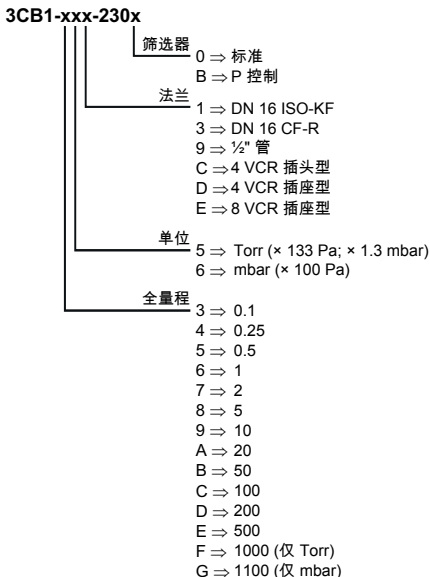 3CB1-xxx-230x
筛选器
0 ⇒ 标准
B ⇒ P 控制
法兰
1 ⇒ DN 16 ISO-KF
3 ⇒ DN 16 CF-R
9 ⇒ ½" 管
C ⇒ 4 VCR 插头型
D ⇒ 4 VCR 插座型
E ⇒ 8 VCR 插座型
单位
5 ⇒ Torr (× 133 Pa; × 1.3 mbar)
6 ⇒ mbar (× 100 Pa)
全量程
3 ⇒ 0.1
4 ⇒ 0.25
5 ⇒ 0.5
6 ⇒ 1
7 ⇒ 2
8 ⇒ 5
9 ⇒ 10
A ⇒ 20
B ⇒ 50
C ⇒ 100
D ⇒ 200
E ⇒ 500
F ⇒ 1000 (仅 Torr)
G ⇒ 1100 (仅 mbar)